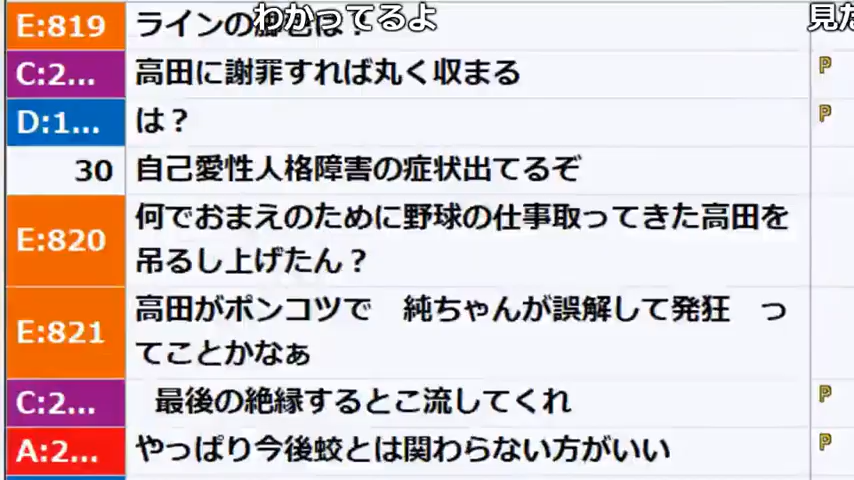 わかってるよ
見た
E:819 ラインの は？
C:2... 高田に謝罪すれば丸く収まる P
D:1... は？ P
30 自己愛性人格障害の症状出てるぞ
E:820 何でおまえのために野球の仕事取ってきた高田を
吊るし上げたん？
E:821 高田がポンコツで　純ちゃんが誤解して発狂　っ
てことかなぁ
C:2... 最後の絶縁するとこ流してくれ P
A:2... やっぱり今後蛟とは関わらない方がいい P